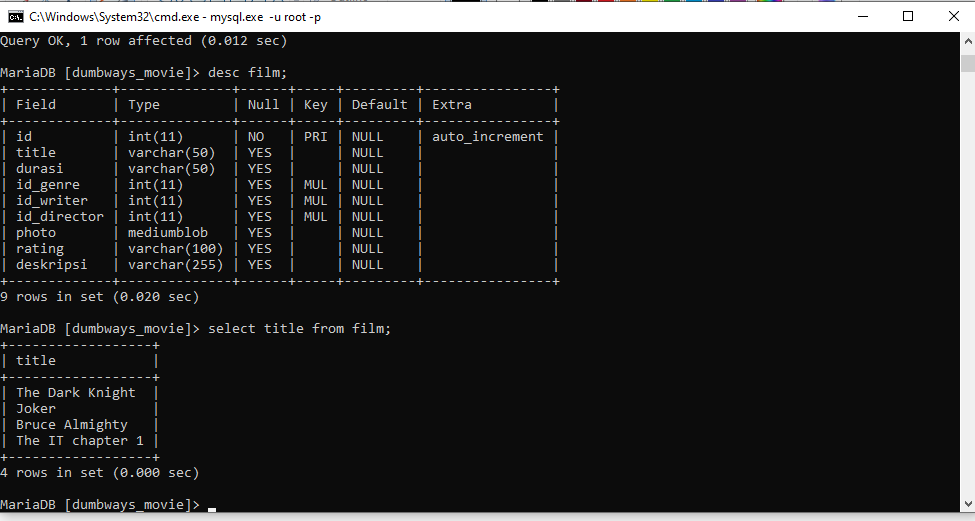 C:\Windows\System32\cmd.exe - mysql.exe -u root -p
Query OK, 1 row affected (0.012 sec)
MariaDB [dumbways_movie]> desc film;
+-------------+--------------+------+-----+---------+----------------+
| Field       | Type         | Null | Key | Default | Extra          |
+-------------+--------------+------+-----+---------+----------------+
| id          | int(11)      | NO   | PRI | NULL    | auto_increment |
| title       | varchar(50)  | YES  |     | NULL    |                |
| durasi      | varchar(50)  | YES  |     | NULL    |                |
| id_genre    | int(11)      | YES  | MUL | NULL    |                |
| id_writer   | int(11)      | YES  | MUL | NULL    |                |
| id_director | int(11)      | YES  | MUL | NULL    |                |
| photo       | mediumblob   | YES  |     | NULL    |                |
| rating      | varchar(100) | YES  |     | NULL    |                |
| deskripsi   | varchar(255) | YES  |     | NULL    |                |
+-------------+--------------+------+-----+---------+----------------+
9 rows in set (0.020 sec)
MariaDB [dumbways_movie]> select title from film;
+------------------+
| title            |
+------------------+
| The Dark Knight  |
| Joker            |
| Bruce Almighty   |
| The IT chapter 1 |
+------------------+
4 rows in set (0.000 sec)
MariaDB [dumbways_movie]> _